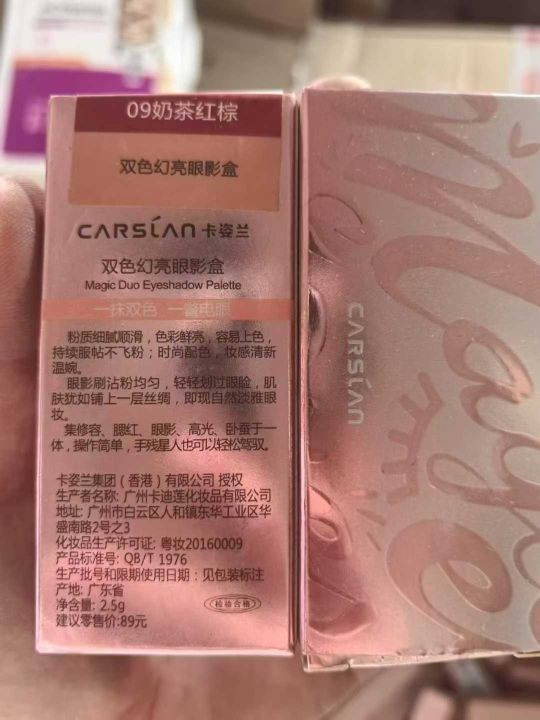 09奶茶红棕
双色幻亮眼影盒
CARSLAN 卡姿兰
双色幻亮眼影盒
Magic Duo Eyeshadow Palette
一抹双色 一瞥电眼
粉质细腻顺滑，色彩鲜亮，容易上色，
持续服帖不飞粉；时尚配色，妆感清新
温婉。
眼影刷沾粉均匀，轻轻划过眼睑，肌
肤犹如铺上一层丝绸，即现自然淡雅眼
妆。
集修容、腮红、眼影、高光、卧蚕于一
体，操作简单，手残星人也可以轻松驾驭。
卡姿兰集团（香港）有限公司 授权
生产者名称: 广州卡迪莲化妆品有限公司
地址: 广州市白云区人和镇东华工业区华
盛南路2号之3
化妆品生产许可证: 粤妆20160009
产品标准号: QB/T 1976
生产批号和限期使用日期：见包装标注
产地: 广东省
净含量: 2.5g
建议零售价:89元
检验合格
CARSLAN
Magic